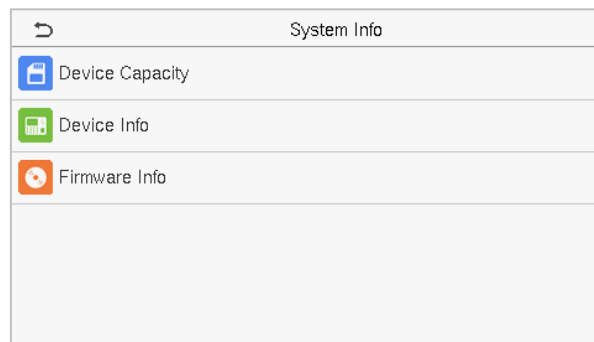 System Info
Device Capacity
Device Info
Firmware Info